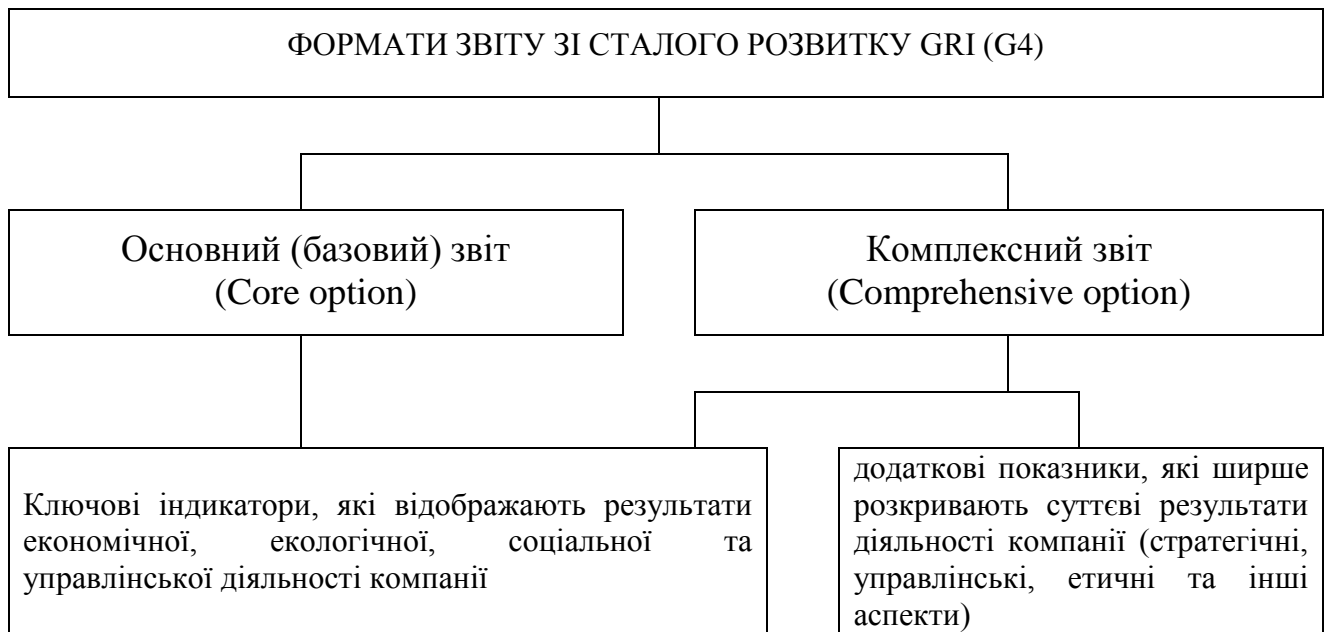 ФОРМАТИ ЗВІТУ ЗІ СТАЛОГО РОЗВИТКУ GRI (G4)
Основний (базовий) звіт
(Core option)
Комплексний звіт
(Comprehensive option)
Ключові індикатори, які відображають результати
економічної, екологічної, соціальної та
управлінської діяльності компанії
додаткові показники, які ширше
розкривають суттєві результати
діяльності компанії (стратегічні,
управлінські, етичні та інші
аспекти)